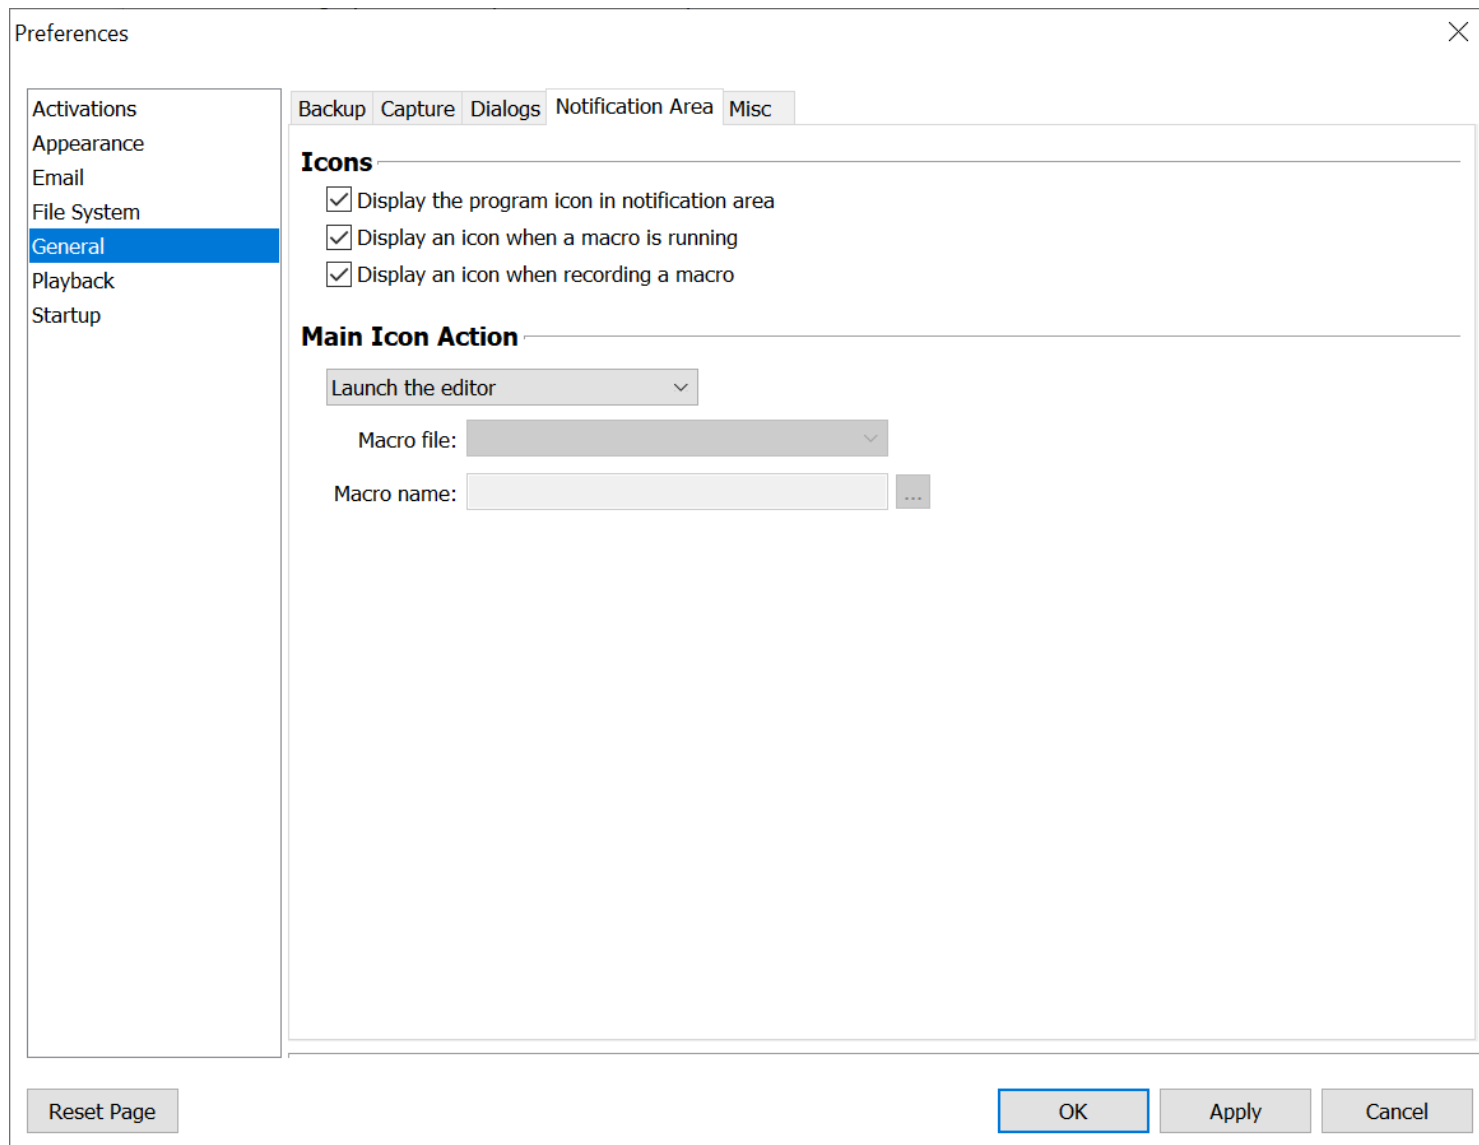 Preferences
Activations
Appearance
Email
File System
General
Playback
Startup
Backup Capture Dialogs Notification Area Misc
Icons
Display the program icon in notification area
Display an icon when a macro is running
Display an icon when recording a macro
Main Icon Action
Launch the editor
Macro file:
Macro name: ...
Reset Page OK Apply Cancel